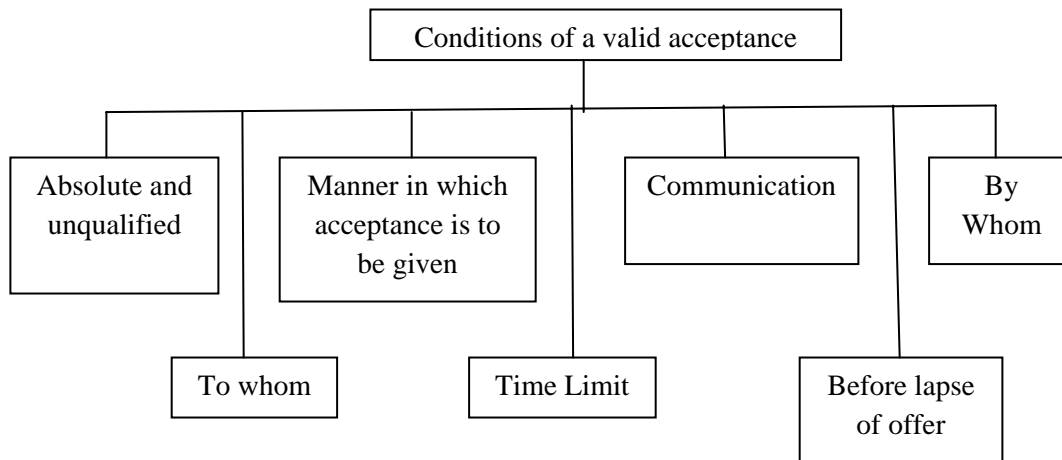 Conditions of a valid acceptance
Absolute and
unqualified
Manner in which
acceptance is to
be given
Communication
By
Whom
To whom
Time Limit
Before lapse
of offer